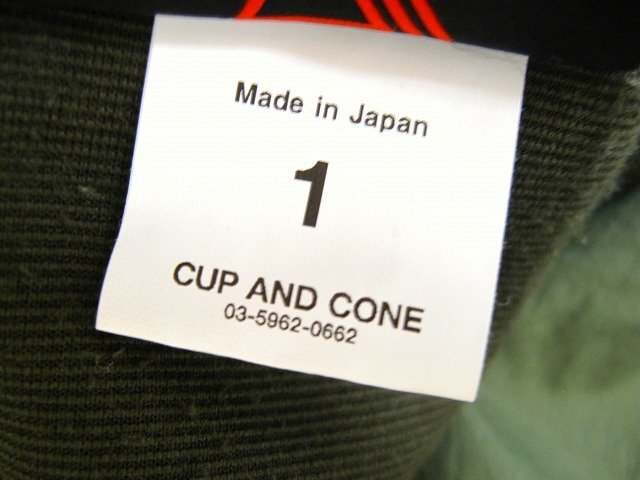 Made in Japan
1
CUP AND CONE
03-5962-0662